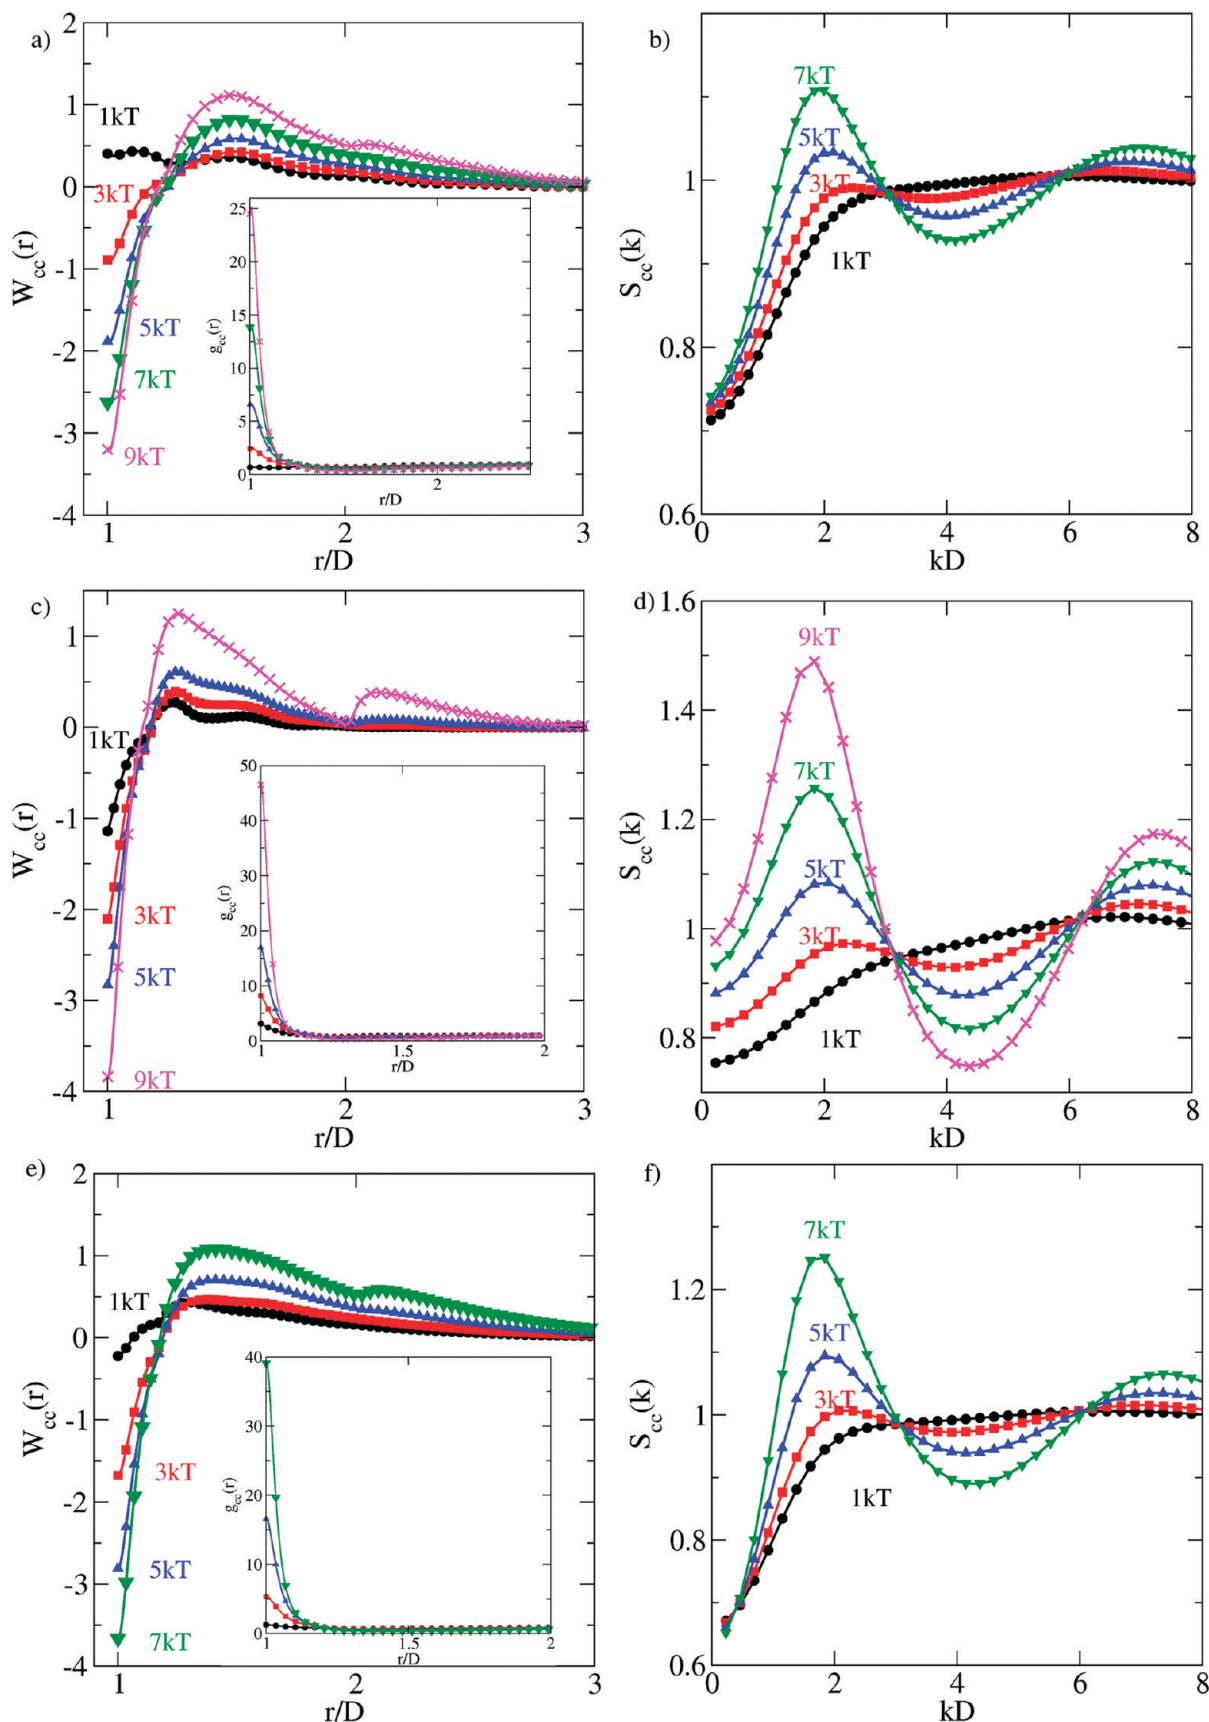 a)
2
1
0
-1
-2
-3
-4
W_cc(r)
1kT
3kT
5kT
7kT
9kT
1
2
3
r/D
25
20
15
10
5
0
g_cc(r)
1
2
r/D
b)
1
0.8
0.6
S_cc(k)
7kT
5kT
3kT
1kT
0
2
4
6
8
kD
c)
1
0
-1
-2
-3
-4
W_cc(r)
1kT
3kT
5kT
9kT
1
2
3
r/D
50
40
30
20
10
0
g_cc(r)
1
1.5
2
r/D
d)
1.6
1.4
1.2
1
0.8
S_cc(k)
9kT
7kT
5kT
3kT
1kT
0
2
4
6
8
kD
e)
2
1
0
-1
-2
-3
-4
W_cc(r)
1kT
3kT
5kT
7kT
1
2
3
r/D
40
30
20
10
0
g_cc(r)
1
1.5
2
r/D
f)
1.2
1.0
0.8
0.6
S_cc(k)
7kT
5kT
3kT
1kT
0
2
4
6
8
kD